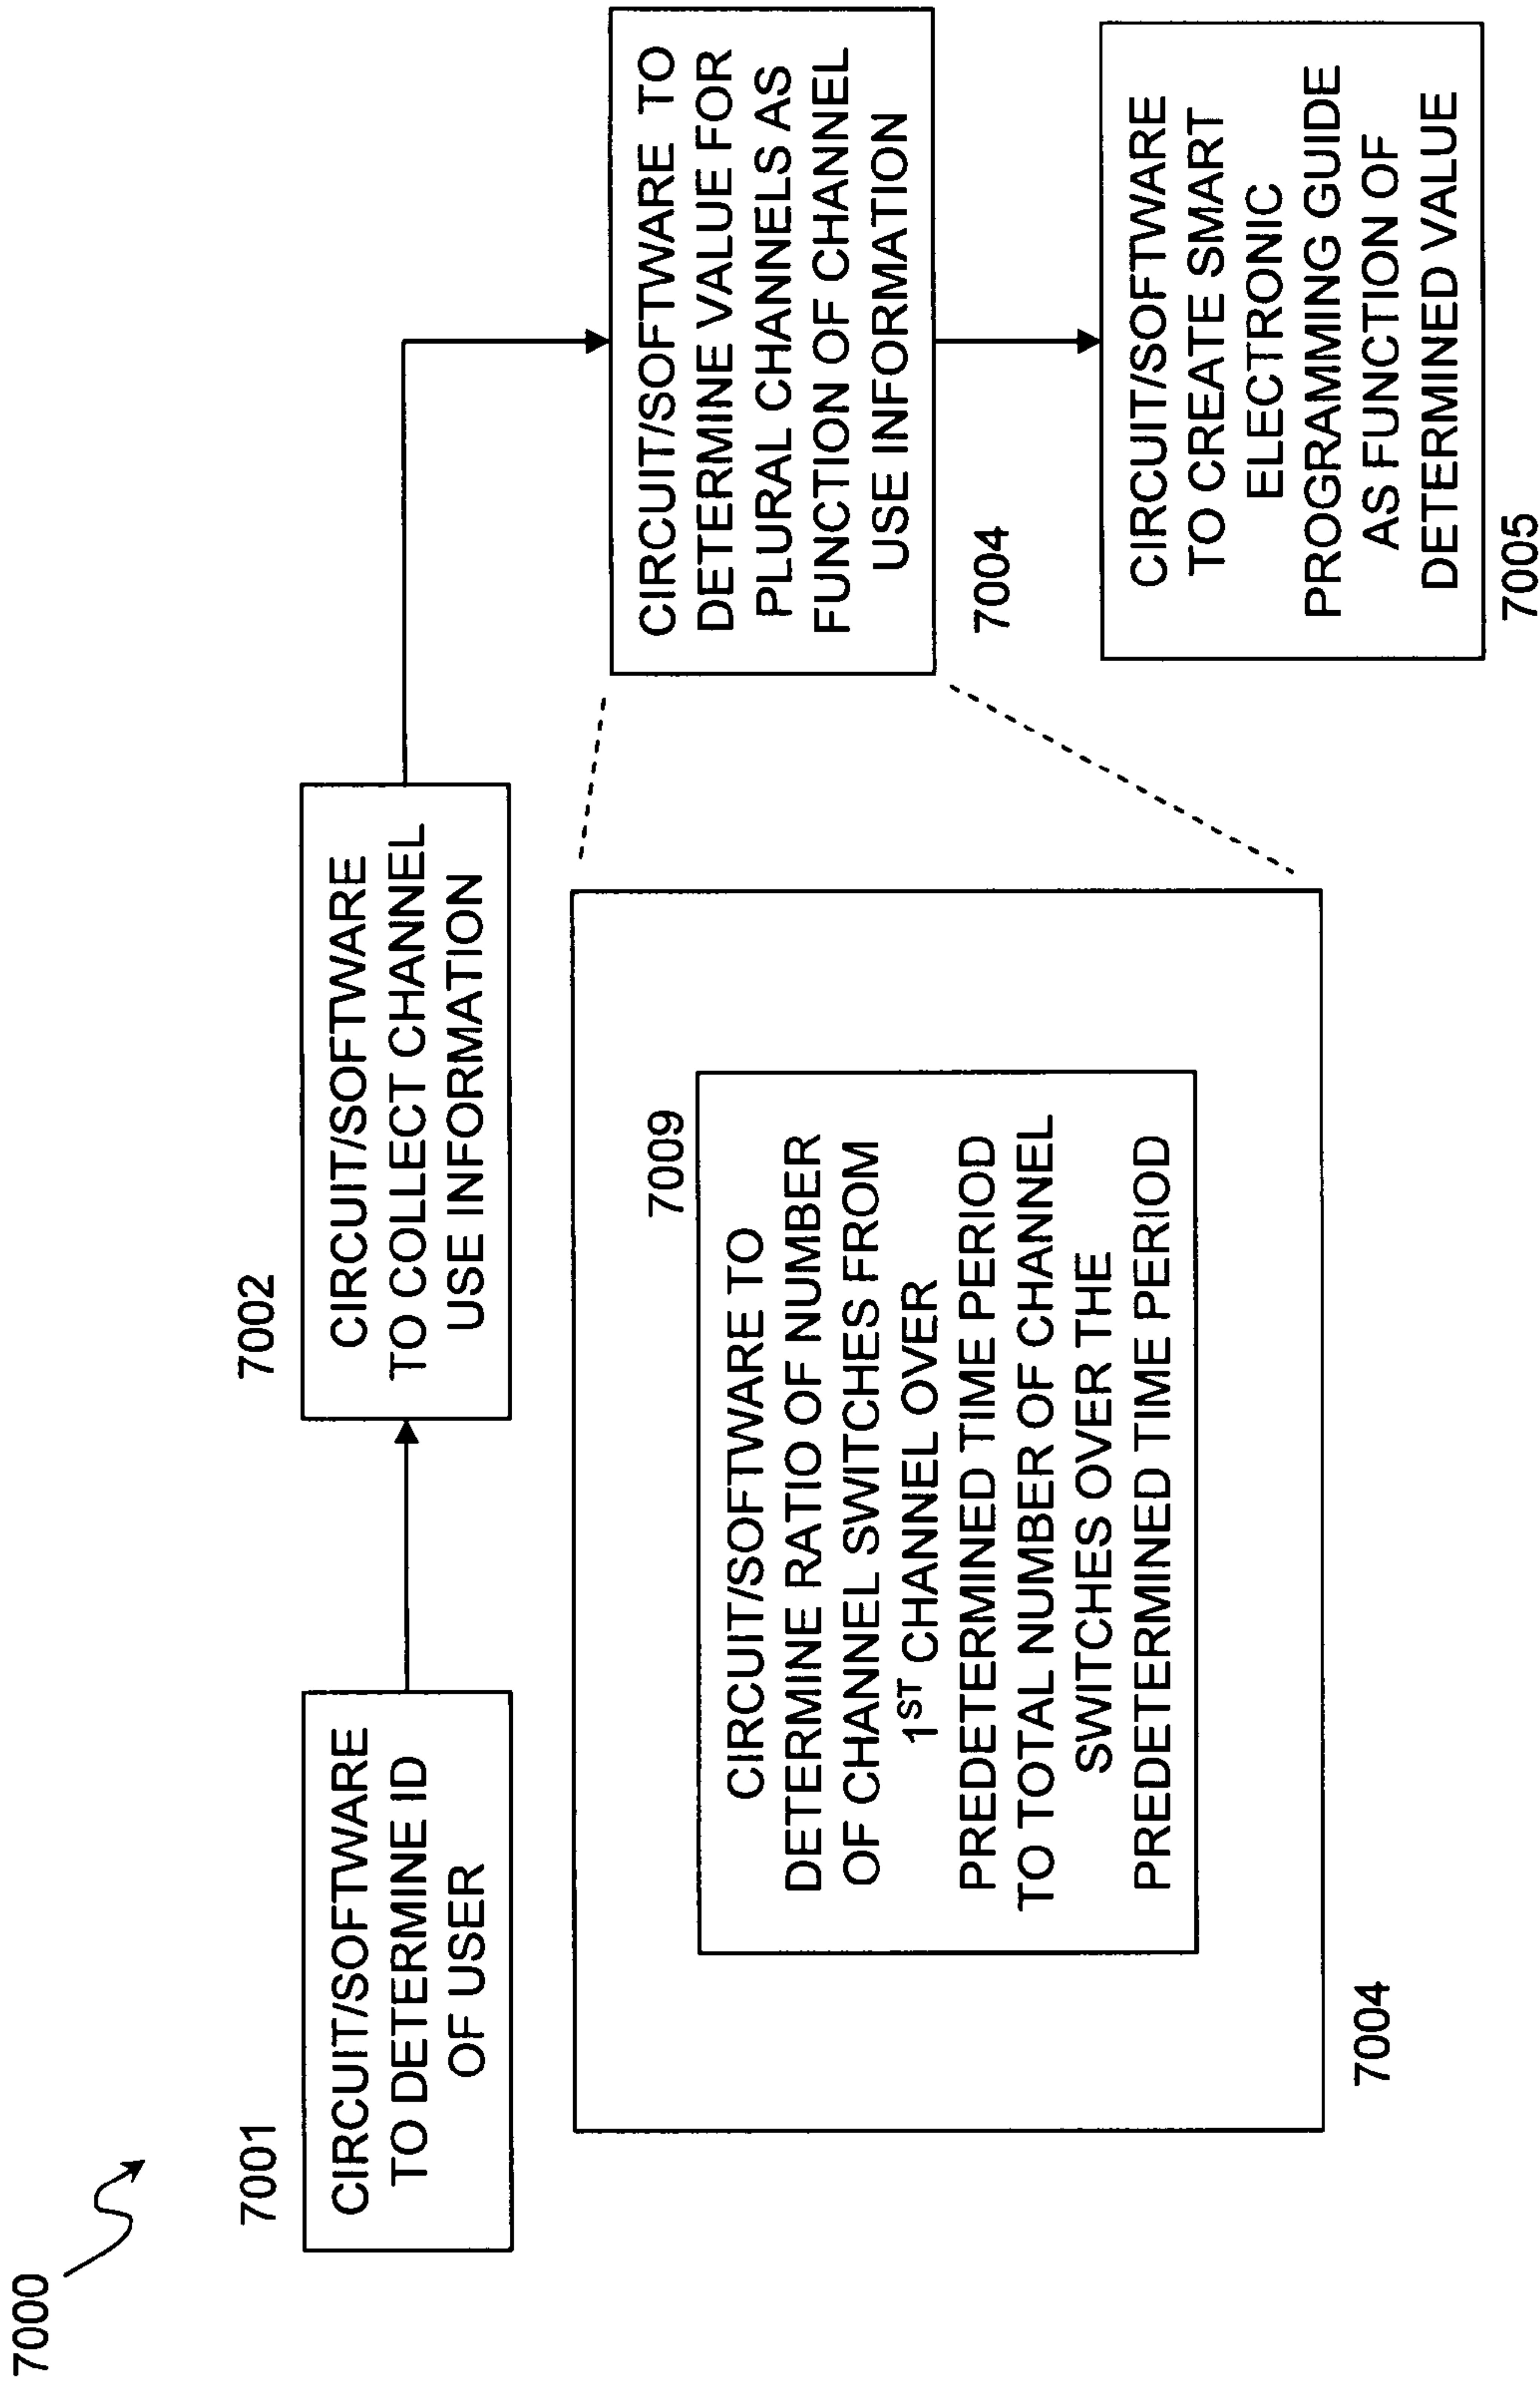 7000
7001
CIRCUIT/SOFTWARE
TO DETERMINE ID
OF USER
7002
CIRCUIT/SOFTWARE
TO COLLECT CHANNEL
USE INFORMATION
CIRCUIT/SOFTWARE TO
DETERMINE VALUE FOR
PLURAL CHANNELS AS
FUNCTION OF CHANNEL
USE INFORMATION
7004
7009
CIRCUIT/SOFTWARE TO
DETERMINE RATIO OF NUMBER
OF CHANNEL SWITCHES FROM
1ST CHANNEL OVER
PREDETERMINED TIME PERIOD
TO TOTAL NUMBER OF CHANNEL
SWITCHES OVER THE
PREDETERMINED TIME PERIOD
7004
CIRCUIT/SOFTWARE
TO CREATE SMART
ELECTRONIC
PROGRAMMING GUIDE
AS FUNCTION OF
DETERMINED VALUE
7005